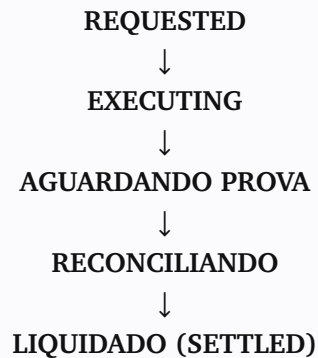 REQUESTED
↓
EXECUTING
↓
AGUARDANDO PROVA
↓
RECONCILIANDO
↓
LIQUIDADO (SETTLED)